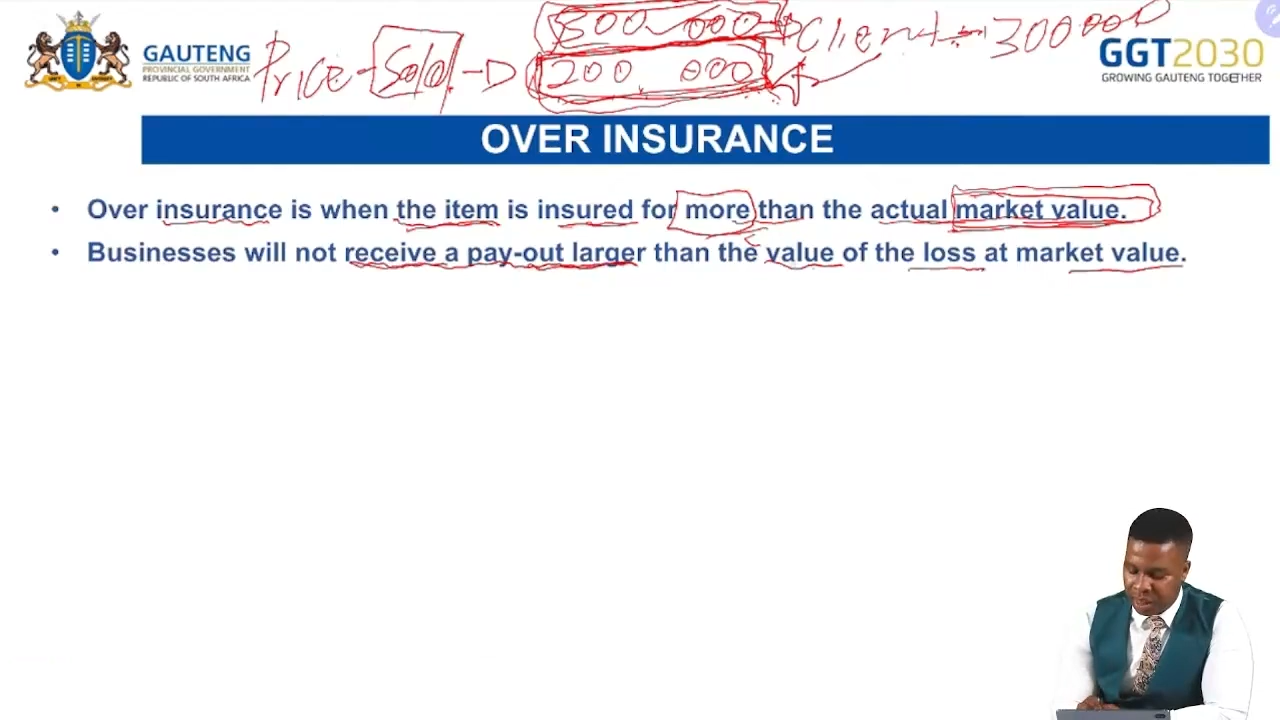 GAUTENG
PROVINCIAL GOVERNMENT
REPUBLIC OF SOUTH AFRICA
Price - Sold - 200 000
300 000 Client - 300000
GGT2030
GROWING GAUTENG TOGETHER
OVER INSURANCE
• Over insurance is when the item is insured for more than the actual market value.
• Businesses will not receive a pay-out larger than the value of the loss at market value.